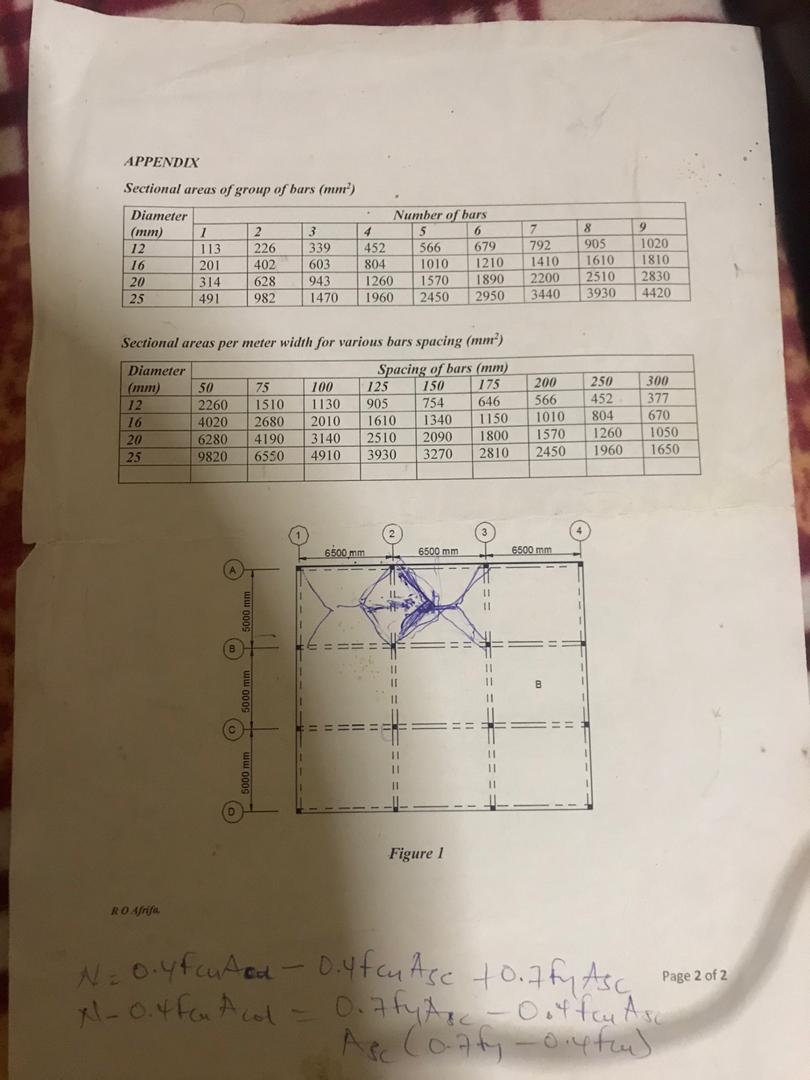 APPENDIX
Sectional areas of group of bars (mm²)
Diameter (mm) Number of bars
1 2 3 4 5 6 7 8 9
12 113 226 339 452 566 679 792 905 1020
16 201 402 603 804 1010 1210 1410 1610 1810
20 314 628 943 1260 1570 1890 2200 2510 2830
25 491 982 1470 1960 2450 2950 3440 3930 4420
Sectional areas per meter width for various bars spacing (mm²)
Diameter (mm) Spacing of bars (mm)
50 75 100 125 150 175 200 250 300
12 2260 1510 1130 905 754 646 566 452 377
16 4020 2680 2010 1610 1340 1150 1010 804 670
20 6280 4190 3140 2510 2090 1800 1570 1260 1050
25 9820 6550 4910 3930 3270 2810 2450 1960 1650
1 2 3 4
6500 mm 6500 mm 6500 mm
A
5000 mm
B
5000 mm
B
C
5000 mm
D
Figure 1
R O Afrifa,
N = 0.4fcuAcol - 0.4fcuAsc + 0.7fyAsc
Page 2 of 2
N - 0.4fcuAcol = 0.7fyAsc - 0.4fcuAsc
Asc(0.7fy - 0.4fcu)